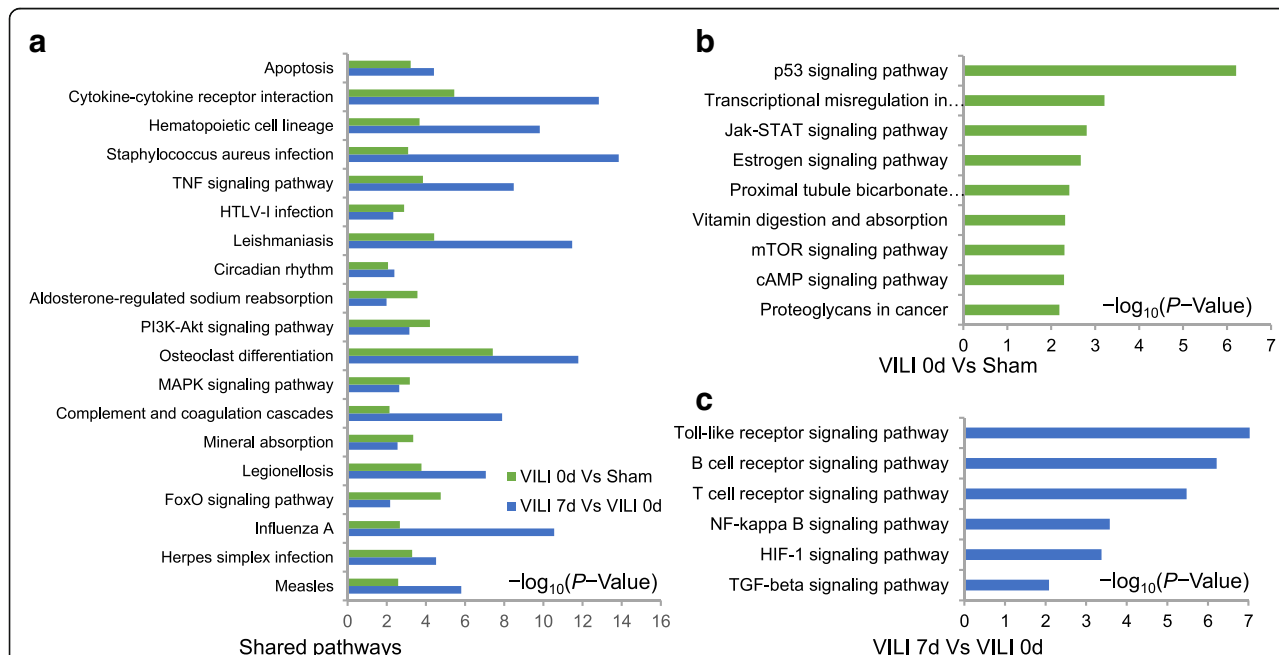 a
Apoptosis
Cytokine-cytokine receptor interaction
Hematopoietic cell lineage
Staphylococcus aureus infection
TNF signaling pathway
HTLV-I infection
Leishmaniasis
Circadian rhythm
Aldosterone-regulated sodium reabsorption
PI3K-Akt signaling pathway
Osteoclast differentiation
MAPK signaling pathway
Complement and coagulation cascades
Mineral absorption
Legionellosis
FoxO signaling pathway
Influenza A
Herpes simplex infection
Measles
VILI 0d Vs Sham
VILI 7d Vs VILI 0d
−log10(P−Value)
0 2 4 6 8 10 12 14 16
Shared pathways
b
p53 signaling pathway
Transcriptional misregulation in…
Jak-STAT signaling pathway
Estrogen signaling pathway
Proximal tubule bicarbonate…
Vitamin digestion and absorption
mTOR signaling pathway
cAMP signaling pathway
Proteoglycans in cancer
−log10(P−Value)
0 1 2 3 4 5 6 7
VILI 0d Vs Sham
c
Toll-like receptor signaling pathway
B cell receptor signaling pathway
T cell receptor signaling pathway
NF-kappa B signaling pathway
HIF-1 signaling pathway
TGF-beta signaling pathway
−log10(P−Value)
0 1 2 3 4 5 6 7
VILI 7d Vs VILI 0d